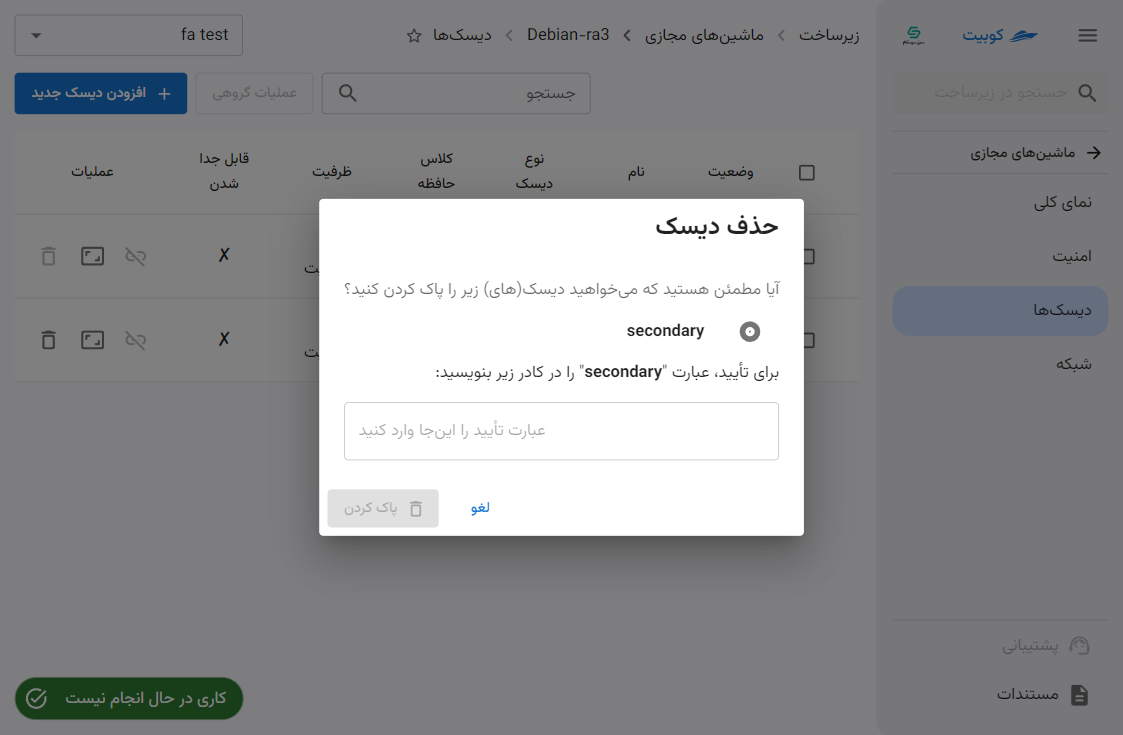 کوبیت
زیرساخت
ماشین‌های مجازی
Debian-ra3
دیسک‌ها
fa test
جستجو در زیرساخت
جستجو
عملیات گروهی
+ افزودن دیسک جدید
ماشین‌های مجازی
نمای کلی
امنیت
دیسک‌ها
شبکه
وضعیت
نام
نوع
دیسک
کلاس
حافظه
ظرفیت
قابل جدا
شدن
عملیات
✗
✗
حذف دیسک
آیا مطمئن هستید که می‌خواهید دیسک(های) زیر را پاک کردن کنید؟
secondary
برای تأیید، عبارت "secondary" را در کادر زیر بنویسید:
عبارت تأیید را این‌جا وارد کنید
لغو
پاک کردن
پشتیبانی
مستندات
کاری در حال انجام نیست